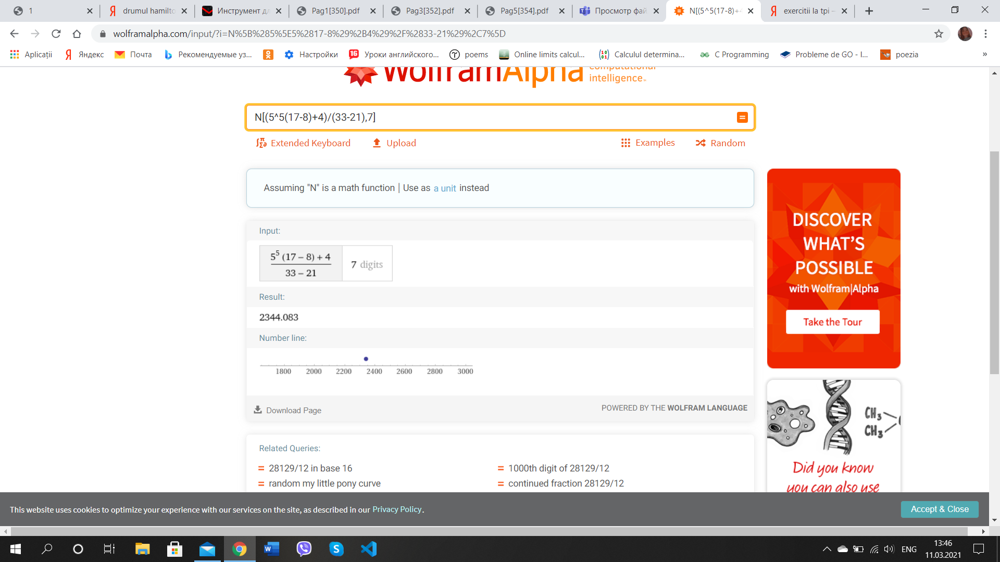 1
drumul hamilto
Инструмент дл
Pag1[350].pdf
Pag3[352].pdf
Pag5[354].pdf
Просмотр фай
N[(5^5(17-8)+4
exercitii la tpi –
wolframalpha.com/input/?i=N%5B%285%5E5%2817-8%29%2B4%29%2F%2833-21%29%2C7%5D
Aplicații
Яндекс
Почта
Рекомендуемые уз...
Настройки
16
Уроки английского...
poems
Online limits calcul...
Calculul determina...
C Programming
Probleme de GO - I...
poezia
»
WolframAlpha computational
intelligence™
N[(5^5(17-8)+4)/(33-21),7]
Extended Keyboard
Upload
Examples
Random
Assuming "N" is a math function | Use as a unit instead
Input:
5^5 (17 – 8) + 4
33 – 21
7 digits
Result:
2344.083
Number line:
1800 2000 2200 2400 2600 2800 3000
Download Page
POWERED BY THE WOLFRAM LANGUAGE
Related Queries:
= 28129/12 in base 16
= 1000th digit of 28129/12
= random my little pony curve
= continued fraction 28129/12
DISCOVER
WHAT'S
POSSIBLE
with Wolfram|Alpha
Take the Tour
CH3
CH3
Did you know
you can also use
This website uses cookies to optimize your experience with our services on the site, as described in our Privacy Policy.
Accept & Close
ENG
13:46
11.03.2021